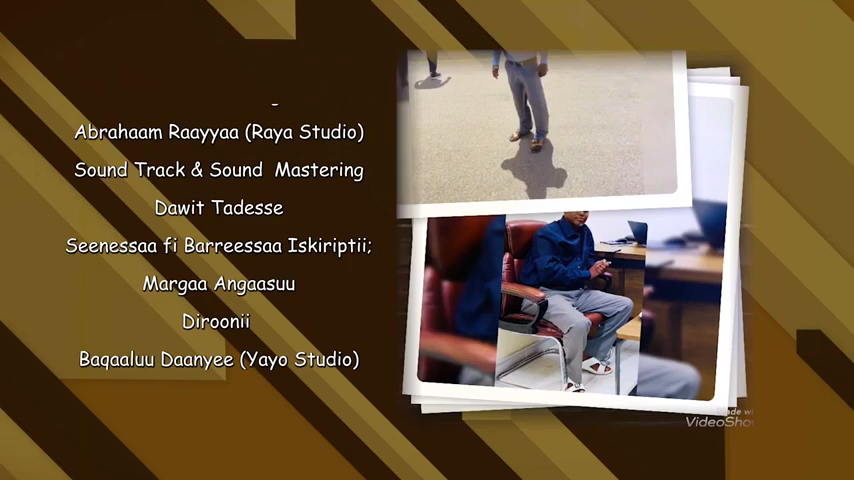 Abrahaam Raayyaa (Raya Studio)
Sound Track & Sound Mastering
Dawit Tadesse
Seenessaa fi Barreessaa Iskiriptii;
Margaa Angaasuu
Diroonii
Baqaaluu Daanyee (Yayo Studio)